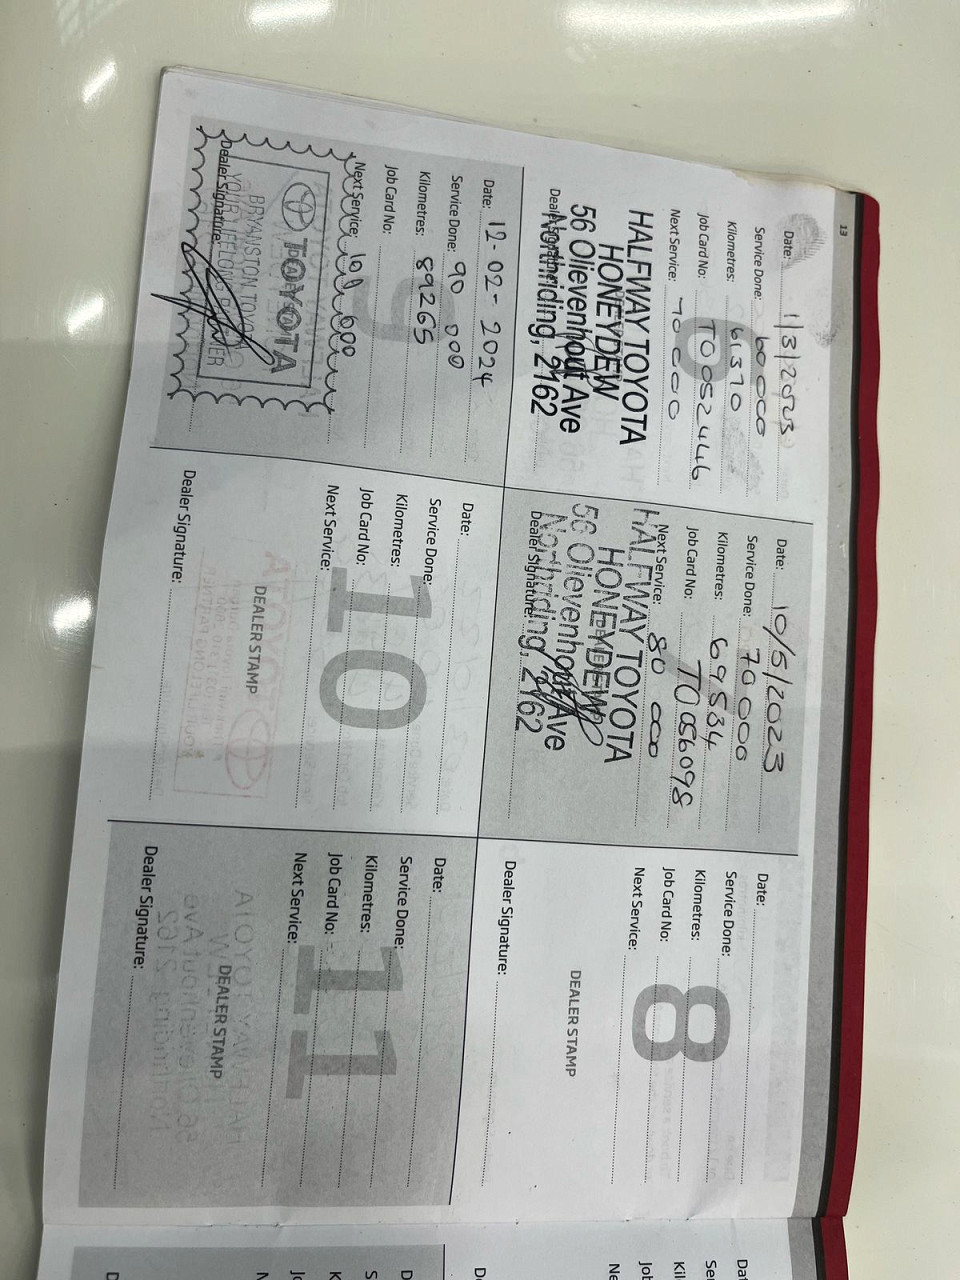 13
Date: 1/3/2023
Service Done: 60 000
Kilometres: 61370
Job Card No: T0052446
Next Service: 70 000
HALFWAY TOYOTA
HONEYDEW
56 Olievenhout Ave
Northriding, 2162
Dealer Signature:
Date: 10/5/2023
Service Done: 70 000
Kilometres: 69534
Job Card No: T0056098
Next Service: 80 000
HALFWAY TOYOTA
HONEYDEW
56 Olievenhout Ave
Northriding, 2162
Dealer Signature:
8
Date:
Service Done:
Kilometres:
Job Card No:
Next Service:
DEALER STAMP
Dealer Signature:
Date: 12-02-2024
Service Done: 90 000
Kilometres: 89265
Job Card No:
Next Service:
TOYOTA
BRYANSTON TOYOTA
Dealer Signature:
10
Date:
Service Done:
Kilometres:
Job Card No:
Next Service:
DEALER STAMP
Dealer Signature:
11
Date:
Service Done:
Kilometres:
Job Card No:
Next Service:
DEALER STAMP
Dealer Signature: